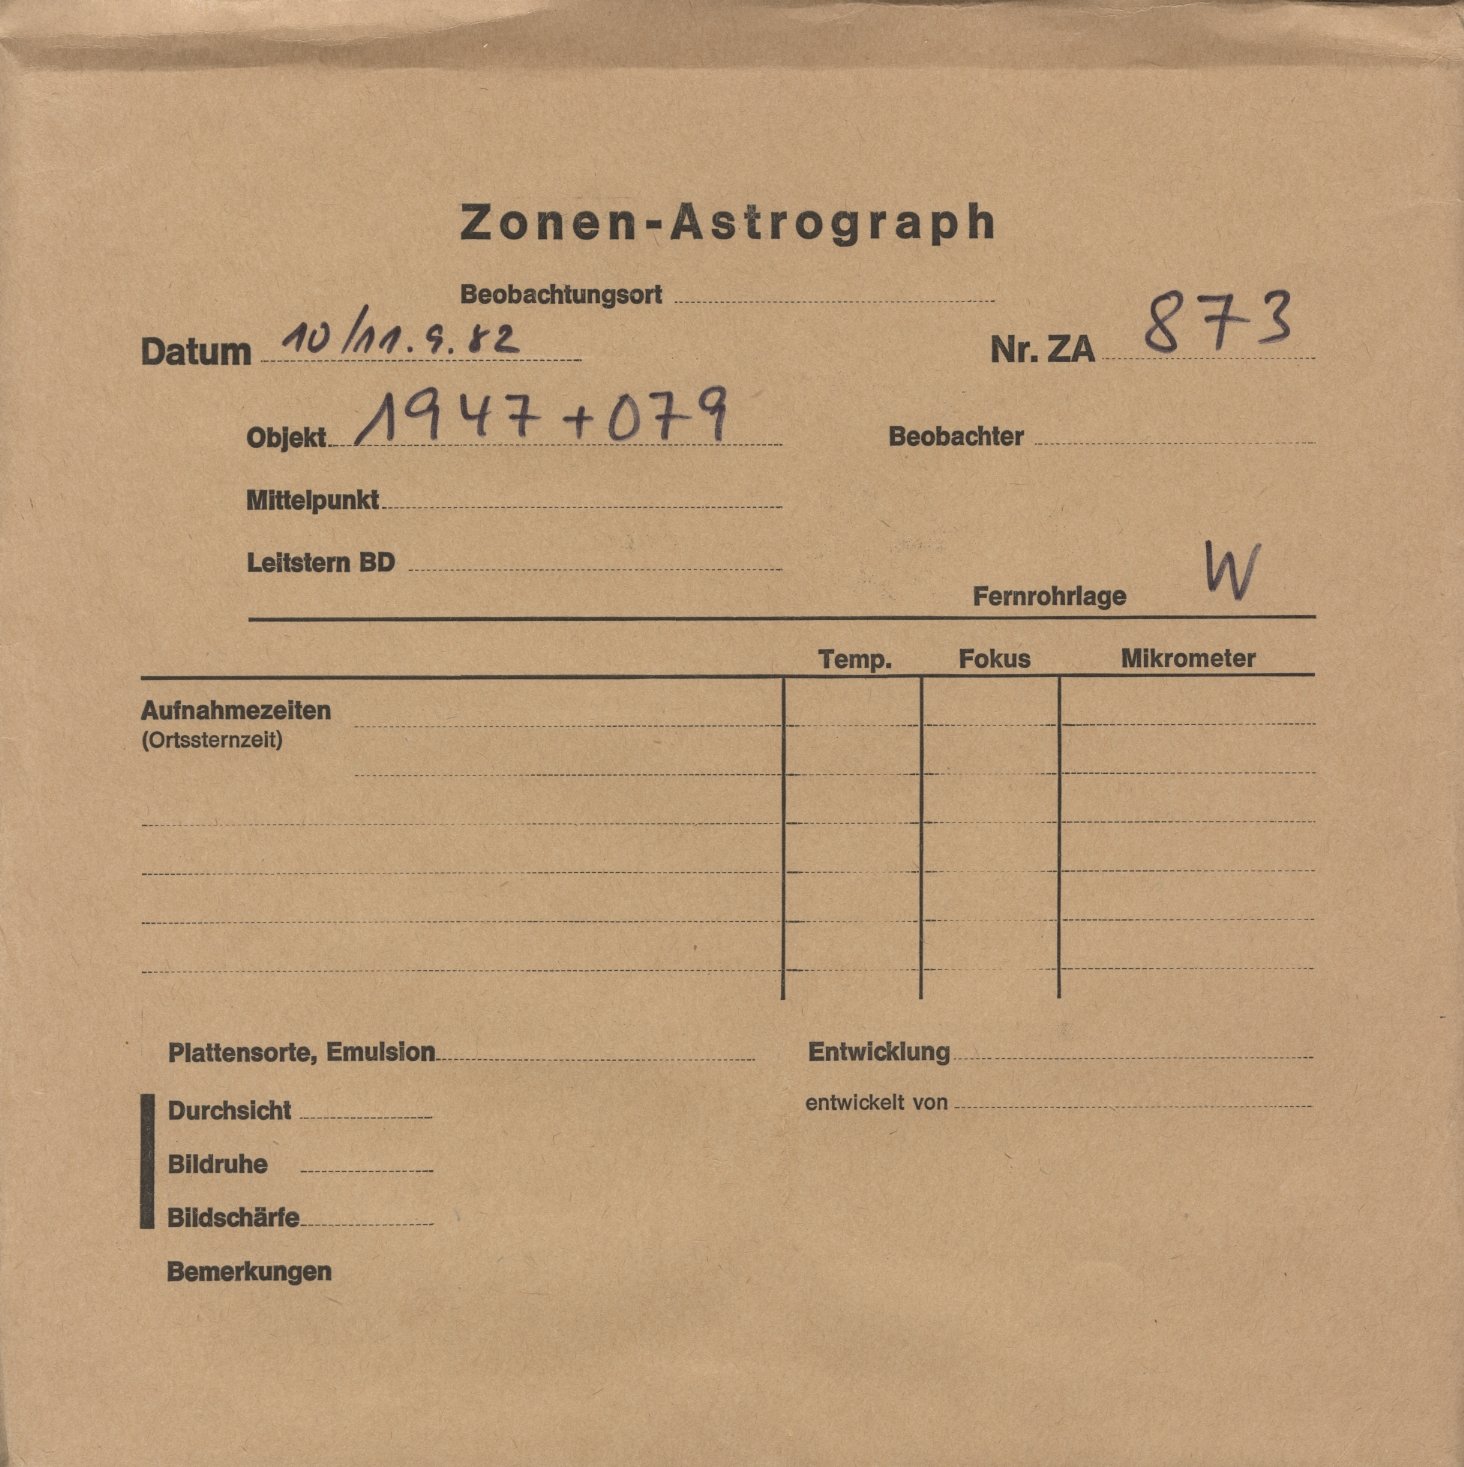 Zonen-Astrograph
Beobachtungsort
Datum 10/11.9.82
Nr. ZA 873
Objekt 1947+079
Beobachter
Mittelpunkt
Leitstern BD
Fernrohrlage W
Temp. Fokus Mikrometer
Aufnahmezeiten
(Ortssternzeit)
Plattensorte, Emulsion
Entwicklung
Durchsicht
entwickelt von
Bildruhe
Bildschärfe
Bemerkungen